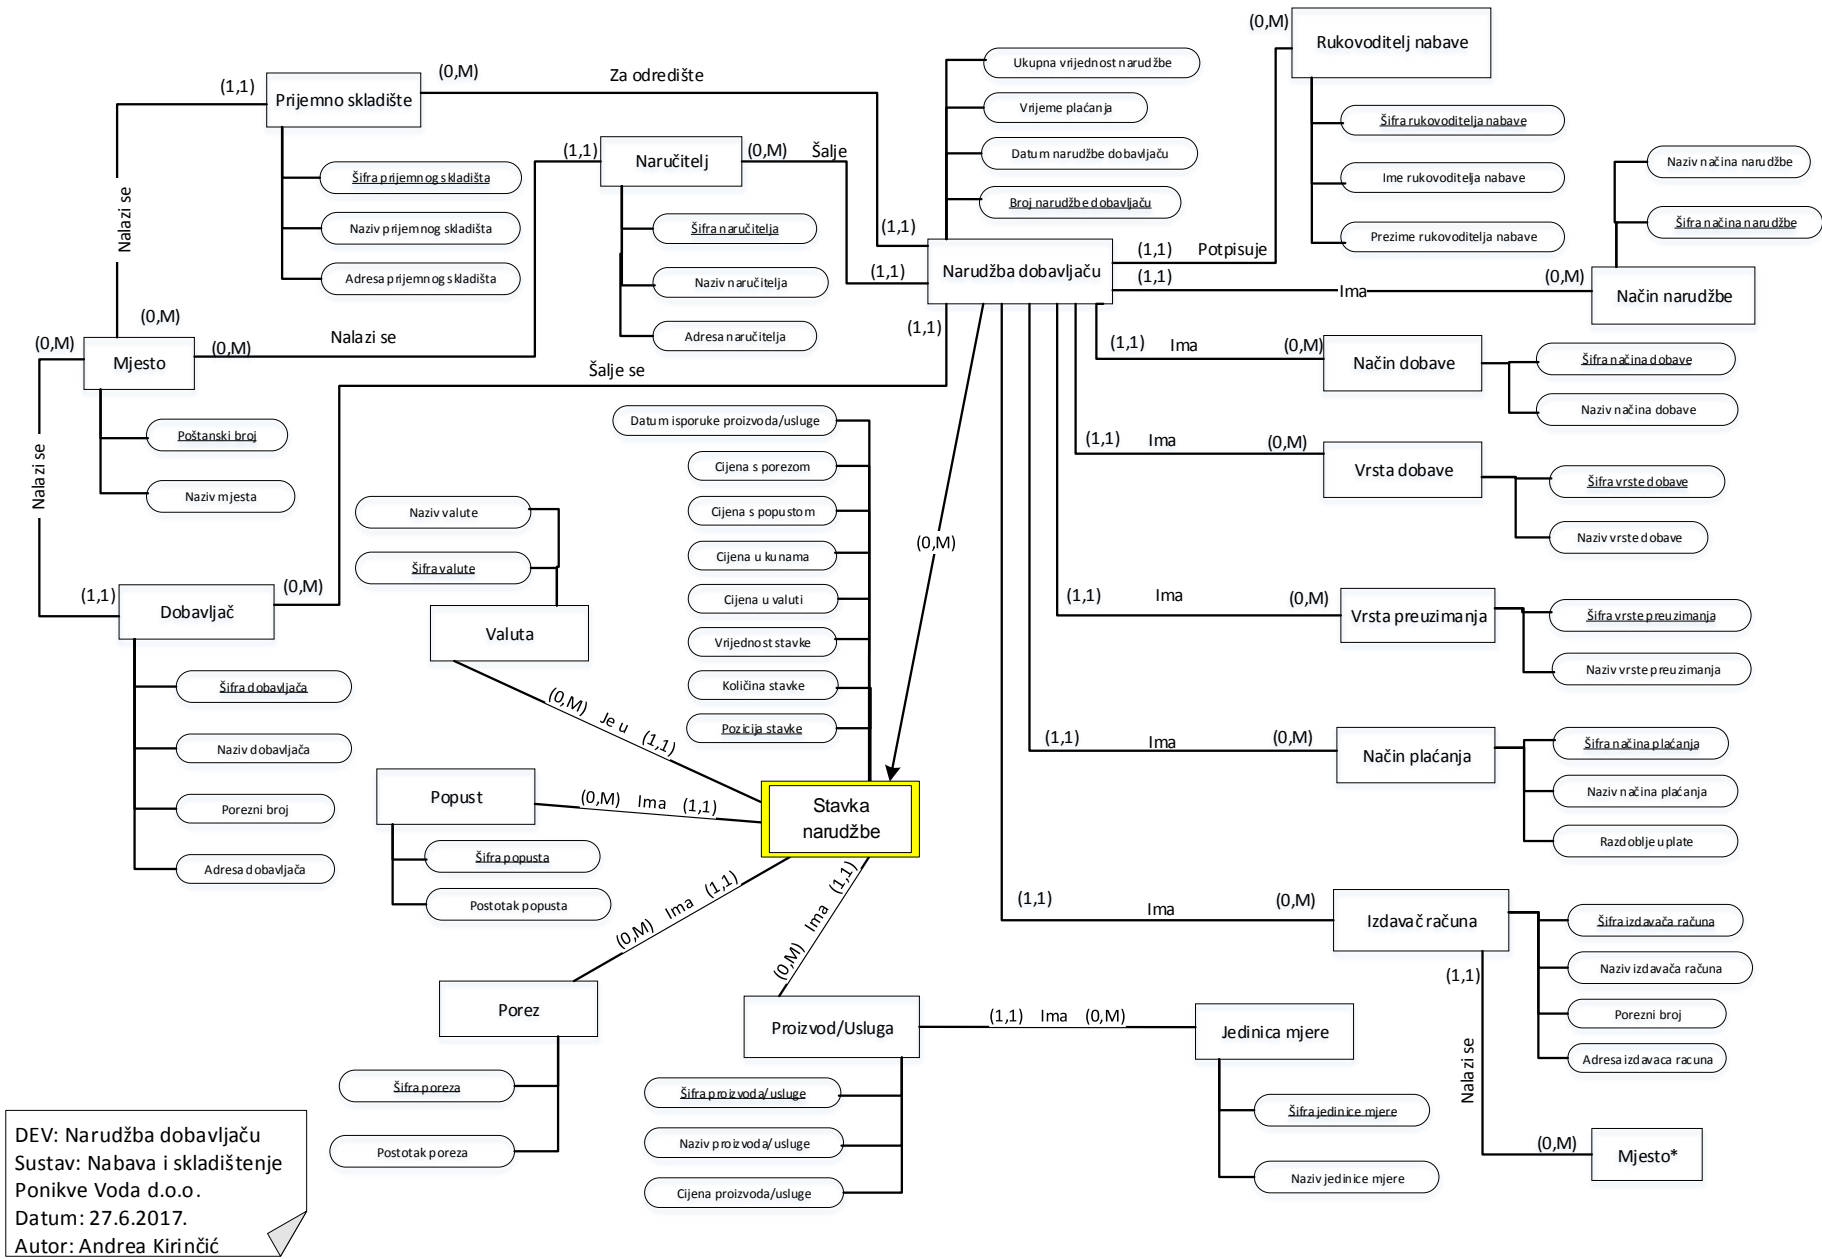 (0,M)
Rukovoditelj nabave
(1,1)
Prijemno skladište
(0,M)
Za odredište
Ukupna vrijednost narudžbe
Vrijeme plaćanja
Datum narudžbe dobavljaču
Broj narudžbe dobavljaču
Šifra rukovoditelja nabave
Ime rukovoditelja nabave
Prezime rukovoditelja nabave
Naziv načina narudžbe
Šifra načina narudžbe
(1,1)
Naručitelj
(0,M)
Šalje
Šifra prijemnog skladišta
Naziv prijemnog skladišta
Adresa prijemnog skladišta
Nalazi se
Šifra naručitelja
Naziv naručitelja
Adresa naručitelja
(1,1)
(1,1)
Narudžba dobavljaču
(1,1)
Potpisuje
(1,1)
Ima
(0,M)
Način narudžbe
(1,1)
(0,M)
(0,M)
Mjesto
(0,M)
Nalazi se
Šalje se
(1,1)
Ima
(0,M)
Način dobave
Šifra načina dobave
Naziv načina dobave
Poštanski broj
Naziv mjesta
Nalazi se
Datum isporuke proizvoda/usluge
Cijena s porezom
Cijena s popustom
Cijena u kunama
Cijena u valuti
Vrijednost stavke
Količina stavke
Pozicija stavke
(0,M)
(1,1)
Ima
(0,M)
Vrsta dobave
Šifra vrste dobave
Naziv vrste dobave
Naziv valute
Šifra valute
Valuta
(1,1)
Dobavljač
(0,M)
(1,1)
Ima
(0,M)
Vrsta preuzimanja
Šifra vrste preuzimanja
Naziv vrste preuzimanja
Šifra dobavljača
Naziv dobavljača
Porezni broj
Adresa dobavljača
(0,M) Je u (1,1)
(1,1)
Ima
(0,M)
Način plaćanja
Šifra načina plaćanja
Naziv načina plaćanja
Razdoblje uplate
Popust
(0,M) Ima (1,1)
Stavka
narudžbe
Šifra popusta
Postotak popusta
(0,M) Ima (1,1)
(0,M) Ima (1,1)
(1,1)
Ima
(0,M)
Izdavač računa
Šifra izdavača računa
Naziv izdavača računa
Porezni broj
Adresa izdavaca racuna
(1,1)
Nalazi se
(0,M)
Mjesto*
Porez
Šifra poreza
Postotak poreza
Proizvod/Usluga
(1,1) Ima (0,M)
Jedinica mjere
Šifra proizvoda/usluge
Naziv proizvoda/usluge
Cijena proizvoda/usluge
Šifra jedinice mjere
Naziv jedinice mjere
DEV: Narudžba dobavljaču
Sustav: Nabava i skladištenje
Ponikve Voda d.o.o.
Datum: 27.6.2017.
Autor: Andrea Kirinčić